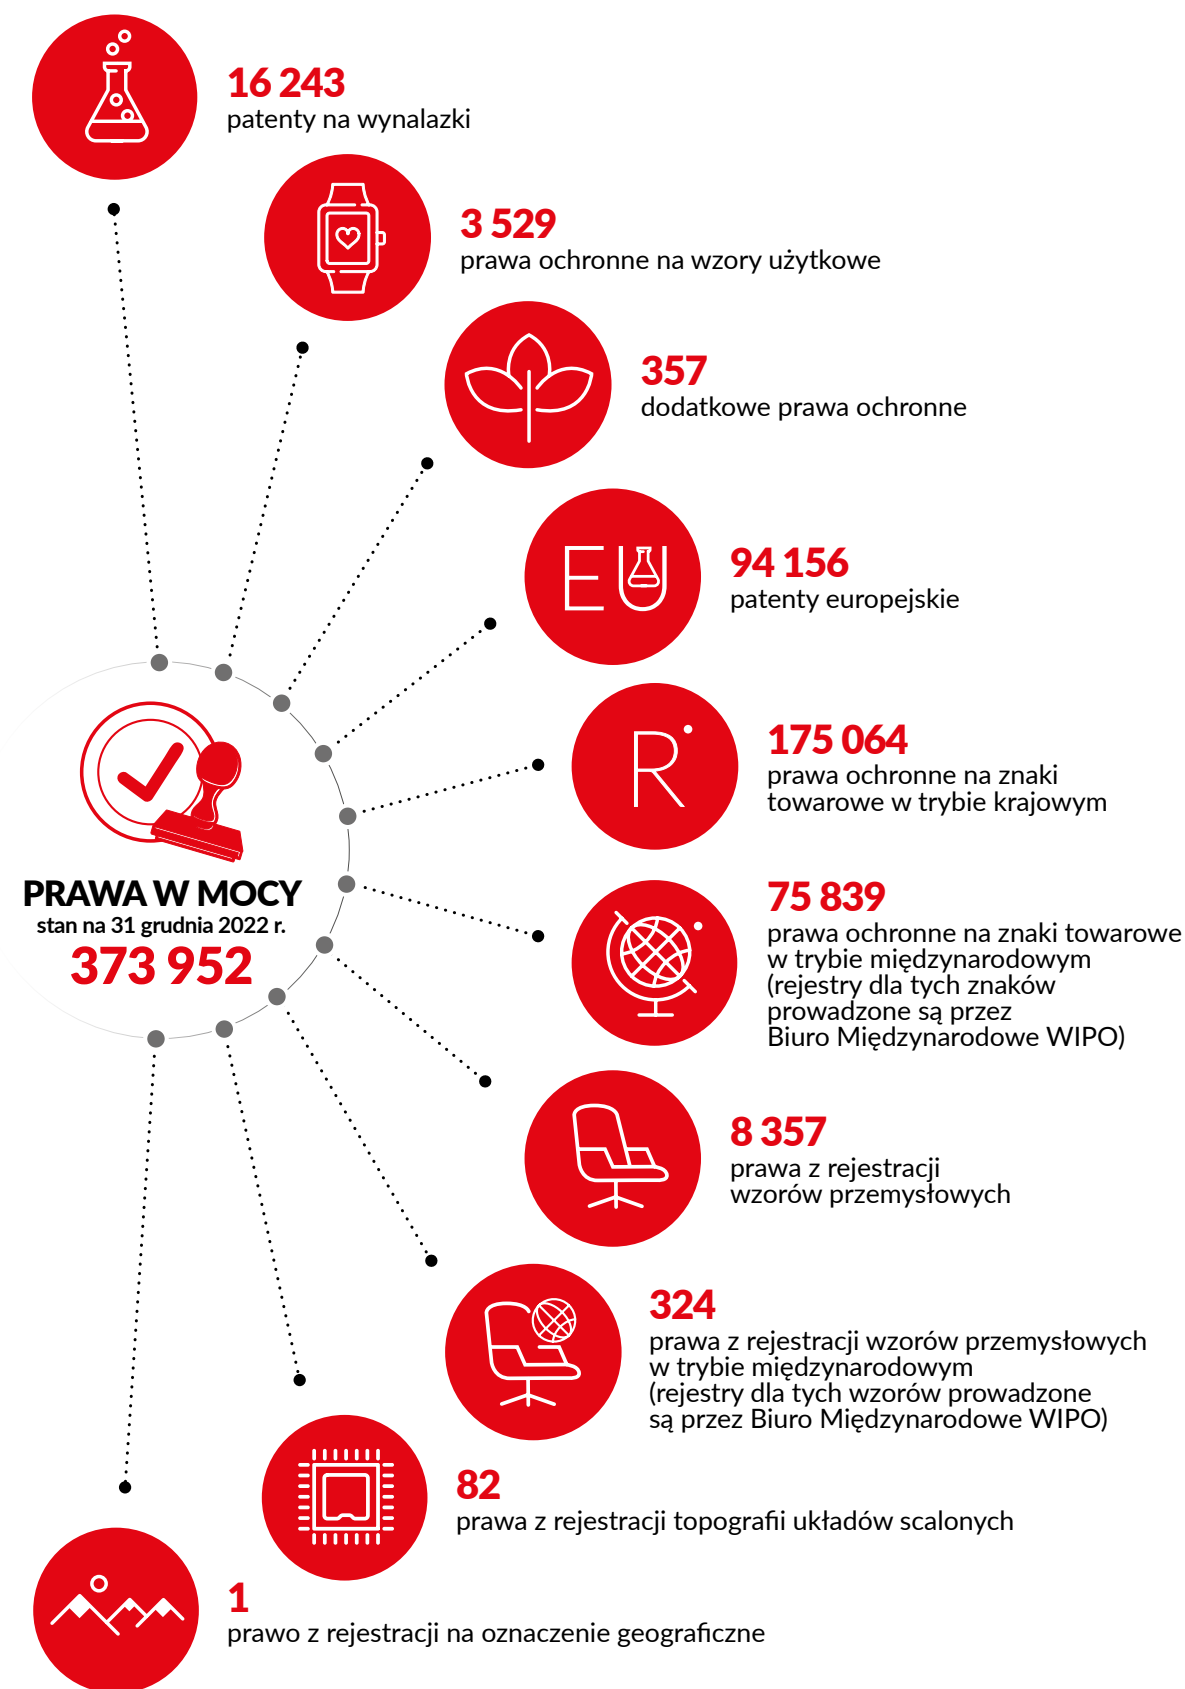 16 243
patenty na wynalazki
3 529
prawa ochronne na wzory użytkowe
357
dodatkowe prawa ochronne
EU
94 156
patenty europejskie
R
175 064
prawa ochronne na znaki
towarowe w trybie krajowym
PRAWA W MOCY
stan na 31 grudnia 2022 r.
373 952
75 839
prawa ochronne na znaki towarowe
w trybie międzynarodowym
(rejestry dla tych znaków
prowadzone są przez
Biuro Międzynarodowe WIPO)
8 357
prawa z rejestracji
wzorów przemysłowych
324
prawa z rejestracji wzorów przemysłowych
w trybie międzynarodowym
(rejestry dla tych wzorów prowadzone
są przez Biuro Międzynarodowe WIPO)
82
prawa z rejestracji topografii układów scalonych
1
prawo z rejestracji na oznaczenie geograficzne